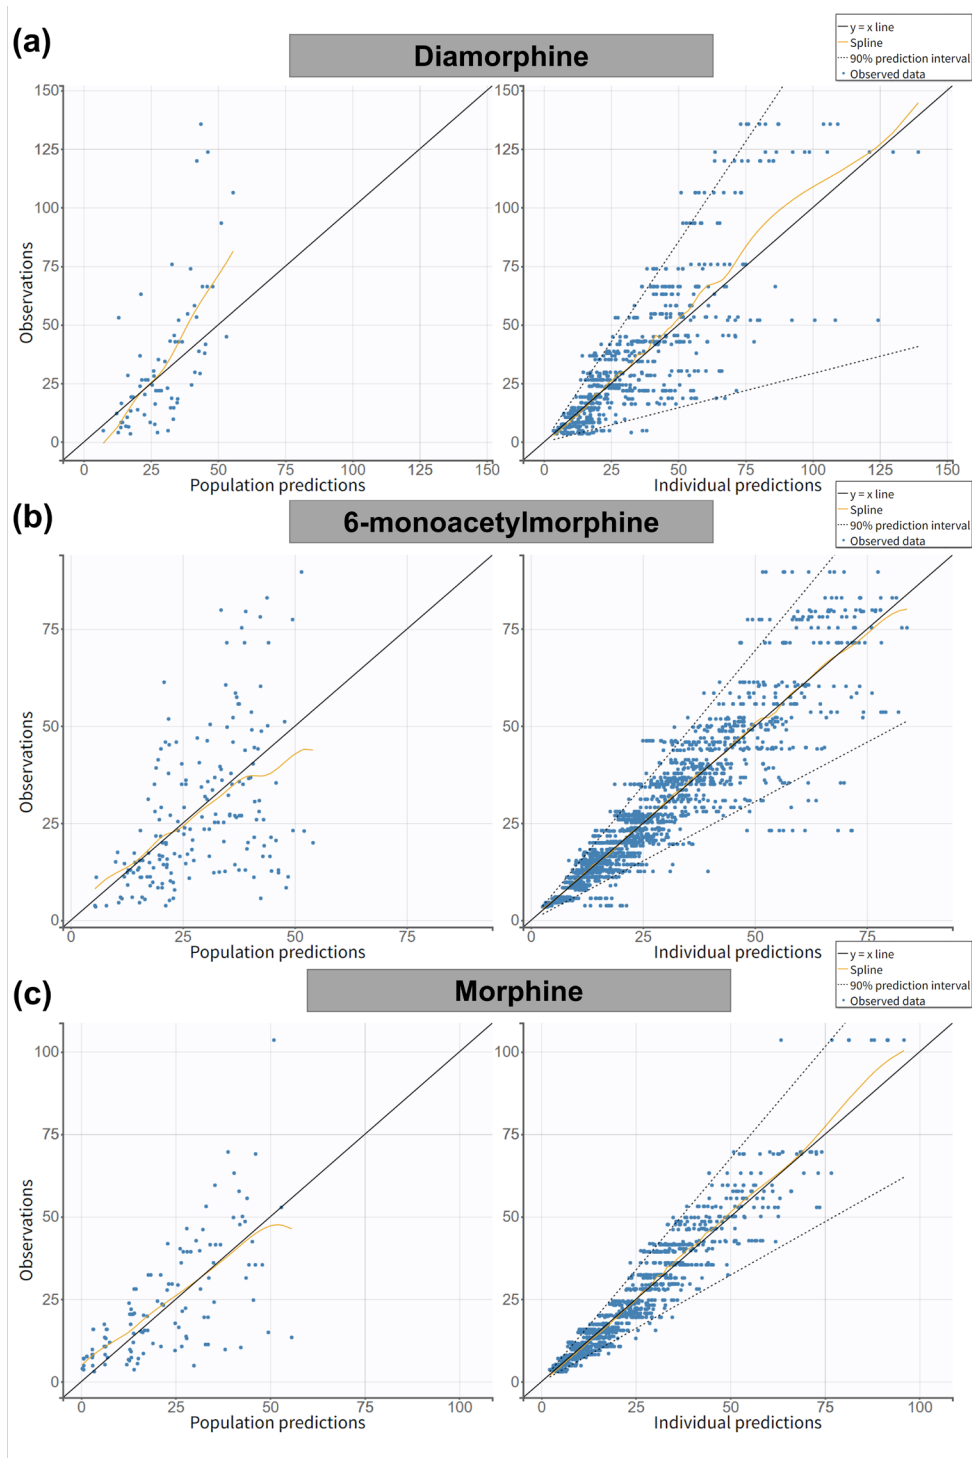 (a)
Diamorphine
y = x line
Spline
90% prediction interval
Observed data
Observations
150
125
100
75
50
25
0
0 25 50 75 100 125 150
Population predictions
150
125
100
75
50
25
0
0 25 50 75 100 125 150
Individual predictions
(b)
6-monoacetylmorphine
y = x line
Spline
90% prediction interval
Observed data
Observations
75
50
25
0
0 25 50 75
Population predictions
75
50
25
0
0 25 50 75
Individual predictions
(c)
Morphine
y = x line
Spline
90% prediction interval
Observed data
Observations
100
75
50
25
0
0 25 50 75 100
Population predictions
100
75
50
25
0
0 25 50 75 100
Individual predictions